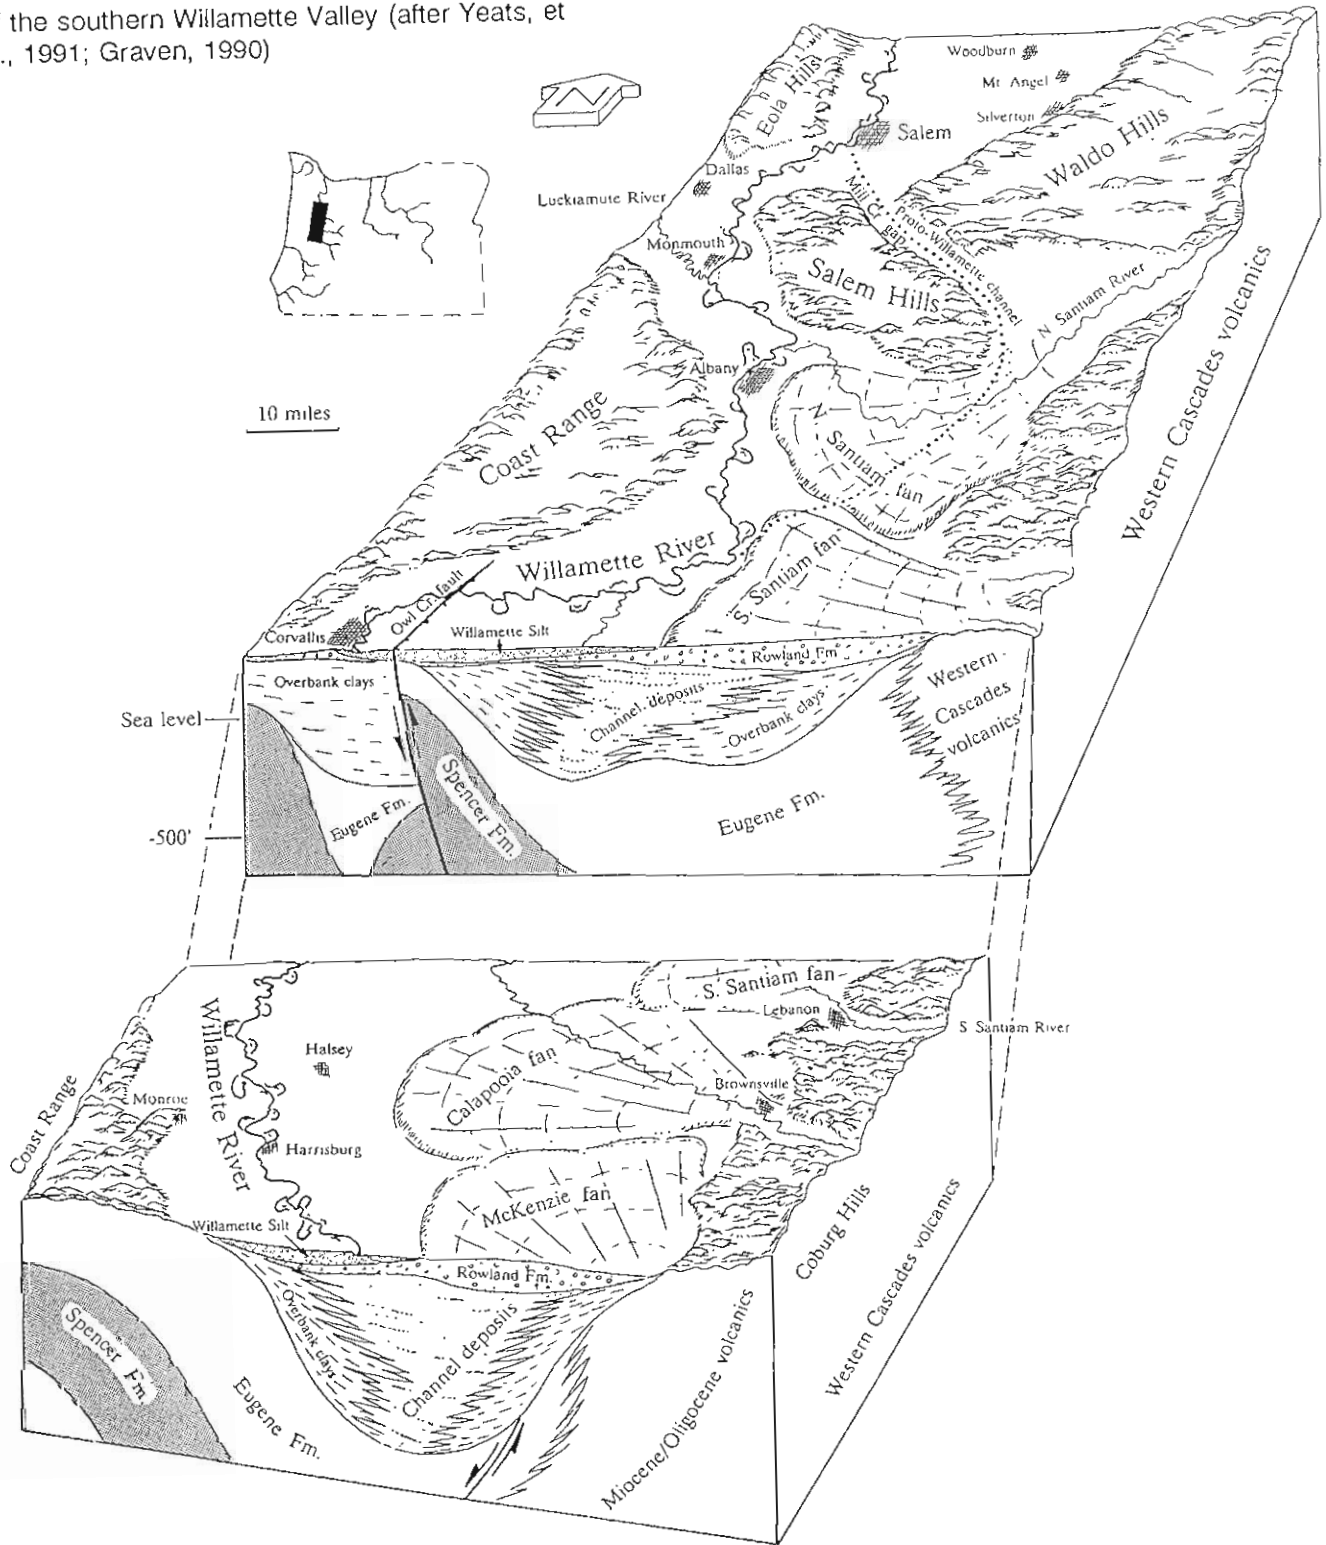 the southern Willamette Valley (after Yeats, et
., 1991; Graven, 1990)
N
Woodburn
Mt Angel
Silverton
Eola Hills
Salem
Waldo Hills
Dallas
Luckiamute River
Mill Cr. gap
Proto-Willamette channel
Monmouth
Salem Hills
N Santiam River
Western Cascades volcanics
Albany
10 miles
Coast Range
N. Santiam fan
Willamette River
S. Santiam fan
Owl Cr. fault
Corvallis
Willamette Silt
Rowland Fm
Overbank clays
Channel deposits
Overbank clays
Western
Cascades
volcanics
Sea level
Spencer Fm.
Eugene Fm.
Eugene Fm.
-500'
S. Santiam fan
Lebanon
S Santiam River
Willamette River
Halsey
Calapooia fan
Brownsville
Coast Range
Monroe
Harrisburg
McKenzie fan
Willamette Silt
Rowland Fm.
Coburg Hills
Western Cascades volcanics
Overbank clays
Channel deposits
Spencer Fm.
Eugene Fm.
Miocene/Oligocene volcanics